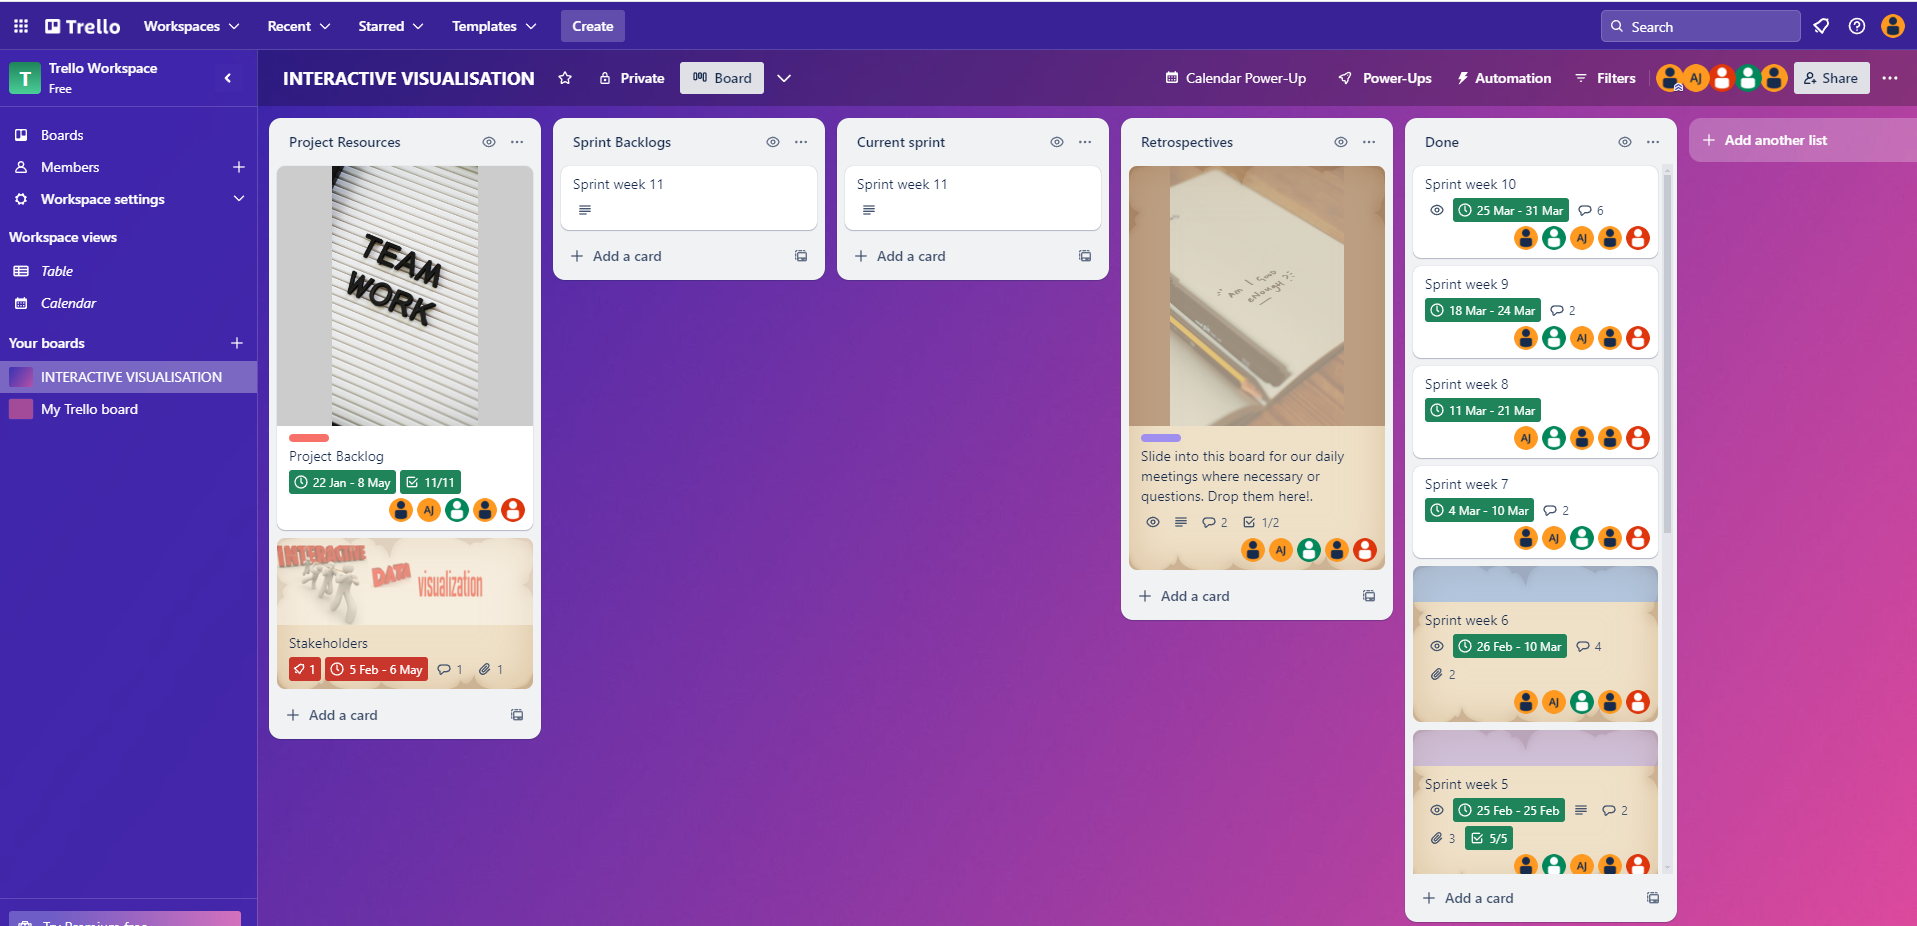 Trello
Workspaces
Recent
Starred
Templates
Create
Search
T
Trello Workspace
Free
INTERACTIVE VISUALISATION
Private
Board
Calendar Power-Up
Power-Ups
Automation
Filters
AJ
Share
Boards
Members
Workspace settings
Workspace views
Table
Calendar
Your boards
INTERACTIVE VISUALISATION
My Trello board
Project Resources
TEAM
WORK
Project Backlog
22 Jan - 8 May
11/11
AJ
INTERACTIVE
DATA
visualization
Stakeholders
1
5 Feb - 6 May
1
1
Add a card
Sprint Backlogs
Sprint week 11
Add a card
Current sprint
Sprint week 11
Add a card
Retrospectives
Am I Good
enough?
Slide into this board for our daily
meetings where necessary or
questions. Drop them here!.
2
1/2
AJ
Add a card
Done
Sprint week 10
25 Mar - 31 Mar
6
AJ
Sprint week 9
18 Mar - 24 Mar
2
AJ
Sprint week 8
11 Mar - 21 Mar
AJ
Sprint week 7
4 Mar - 10 Mar
2
AJ
Sprint week 6
26 Feb - 10 Mar
4
2
AJ
Sprint week 5
25 Feb - 25 Feb
2
3
5/5
AJ
Add a card
Add another list
Try Premium free